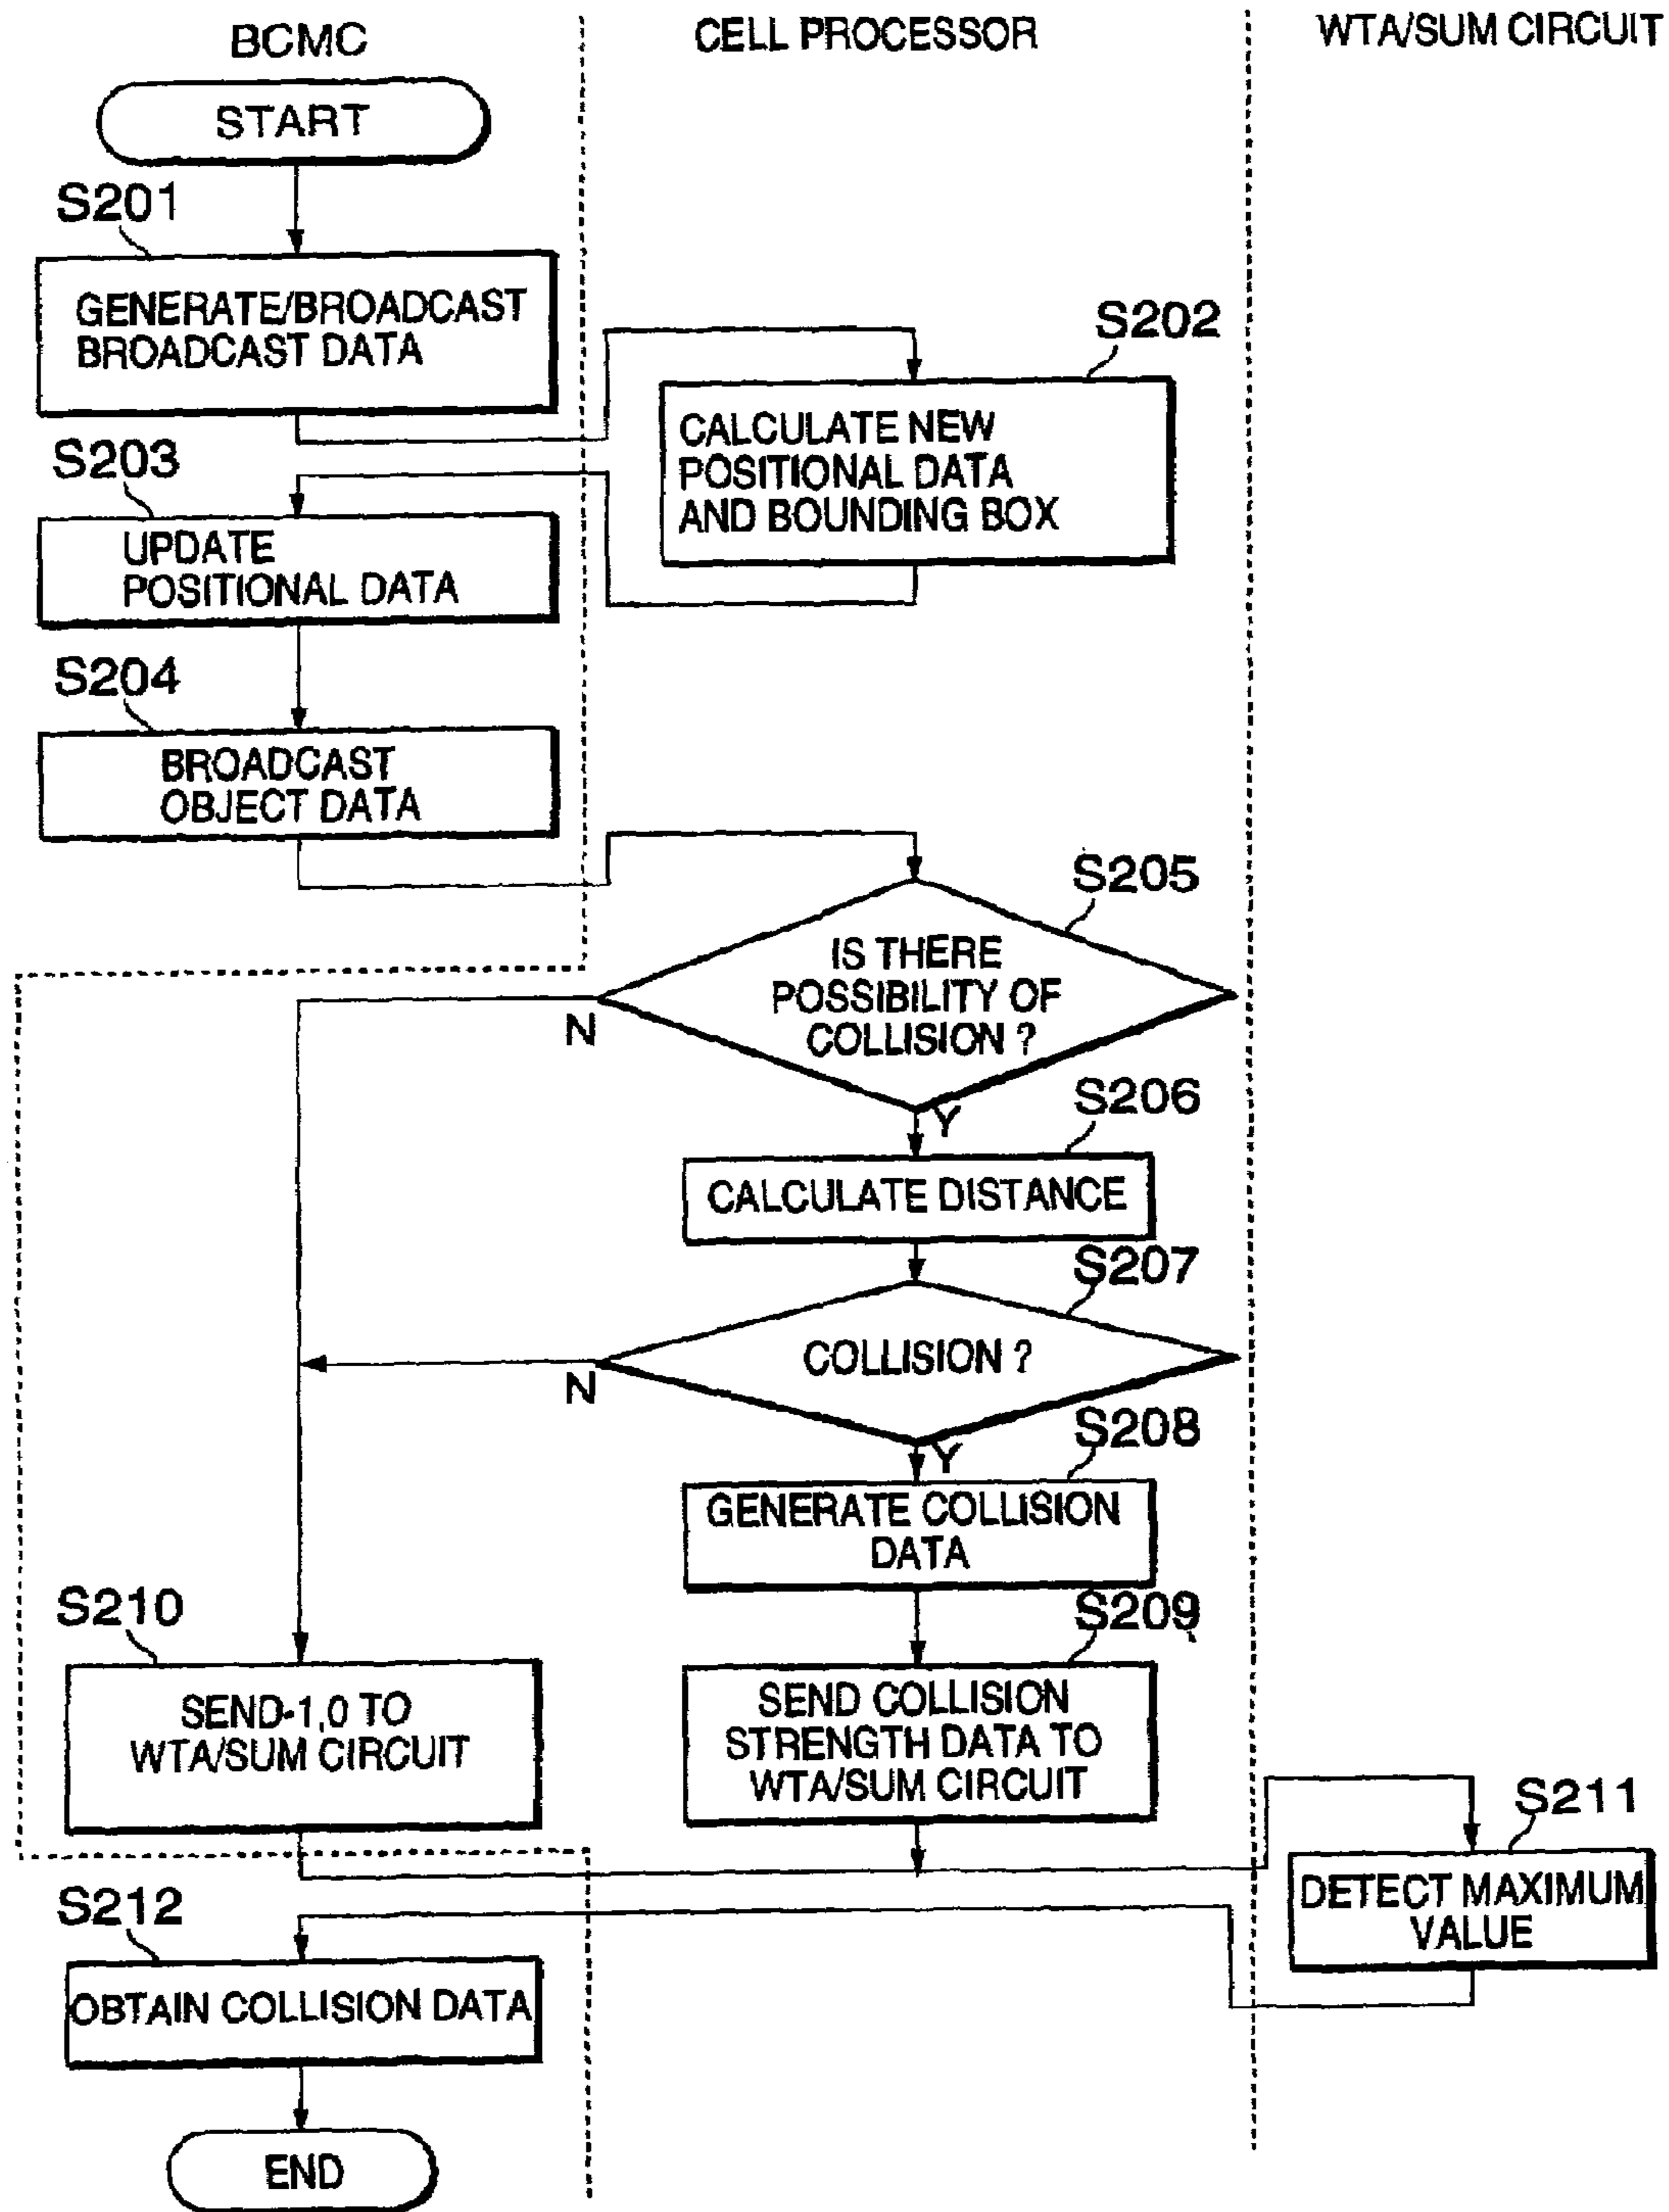 BCMC
CELL PROCESSOR
WTA/SUM CIRCUIT
START
S201
GENERATE/BROADCAST
BROADCAST DATA
S202
CALCULATE NEW
POSITIONAL DATA
AND BOUNDING BOX
S203
UPDATE
POSITIONAL DATA
S204
BROADCAST
OBJECT DATA
S205
IS THERE
POSSIBILITY OF
COLLISION ?
N
Y
S206
CALCULATE DISTANCE
S207
COLLISION ?
N
Y
S208
GENERATE COLLISION
DATA
S209
SEND COLLISION
STRENGTH DATA TO
WTA/SUM CIRCUIT
S210
SEND-1,0 TO
WTA/SUM CIRCUIT
S211
DETECT MAXIMUM
VALUE
S212
OBTAIN COLLISION DATA
END